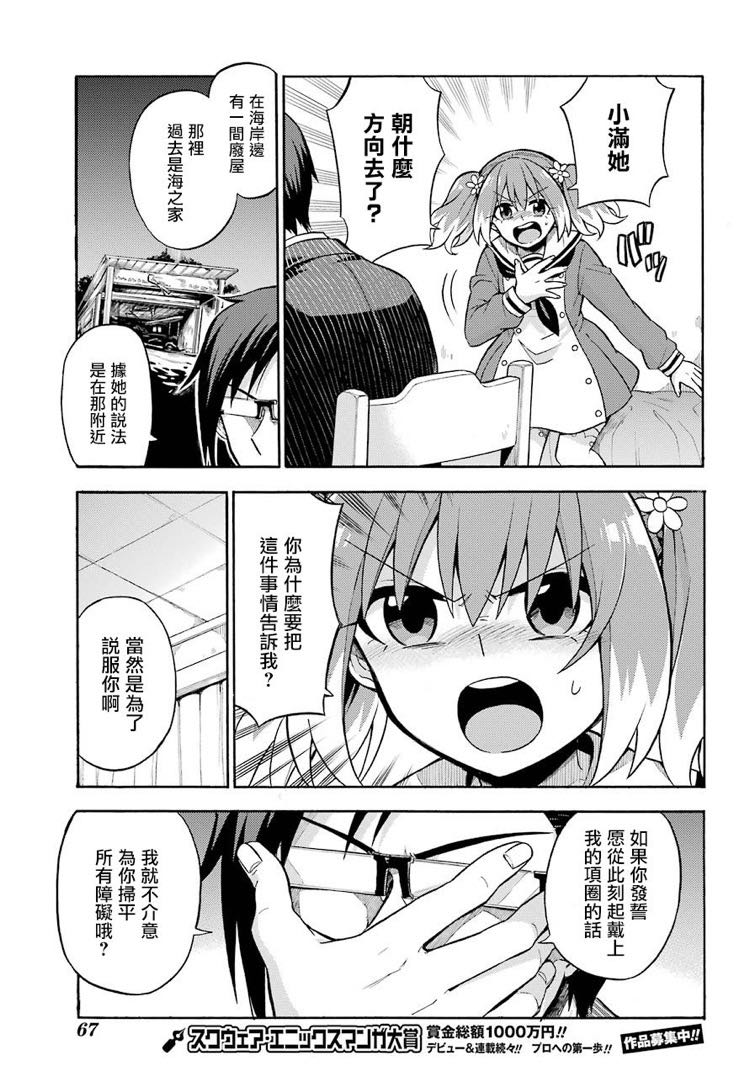 小滿她
朝什麼
方向去了？
在海岸邊
有一間廢屋
那裡
過去是海之家
據她的說法
是在那附近
你為什麼要把
這件事情告訴我？
當然是為了
說服你啊
如果你發誓
愿從此刻起戴上
我的項圈的話
我就不介意
為你掃平
所有障礙哦？
67
スクウェア・エニックスマンガ大賞
賞金総額1000万円!!
デビュー&連載続々!! プロへの第一歩!!
作品募集中!!